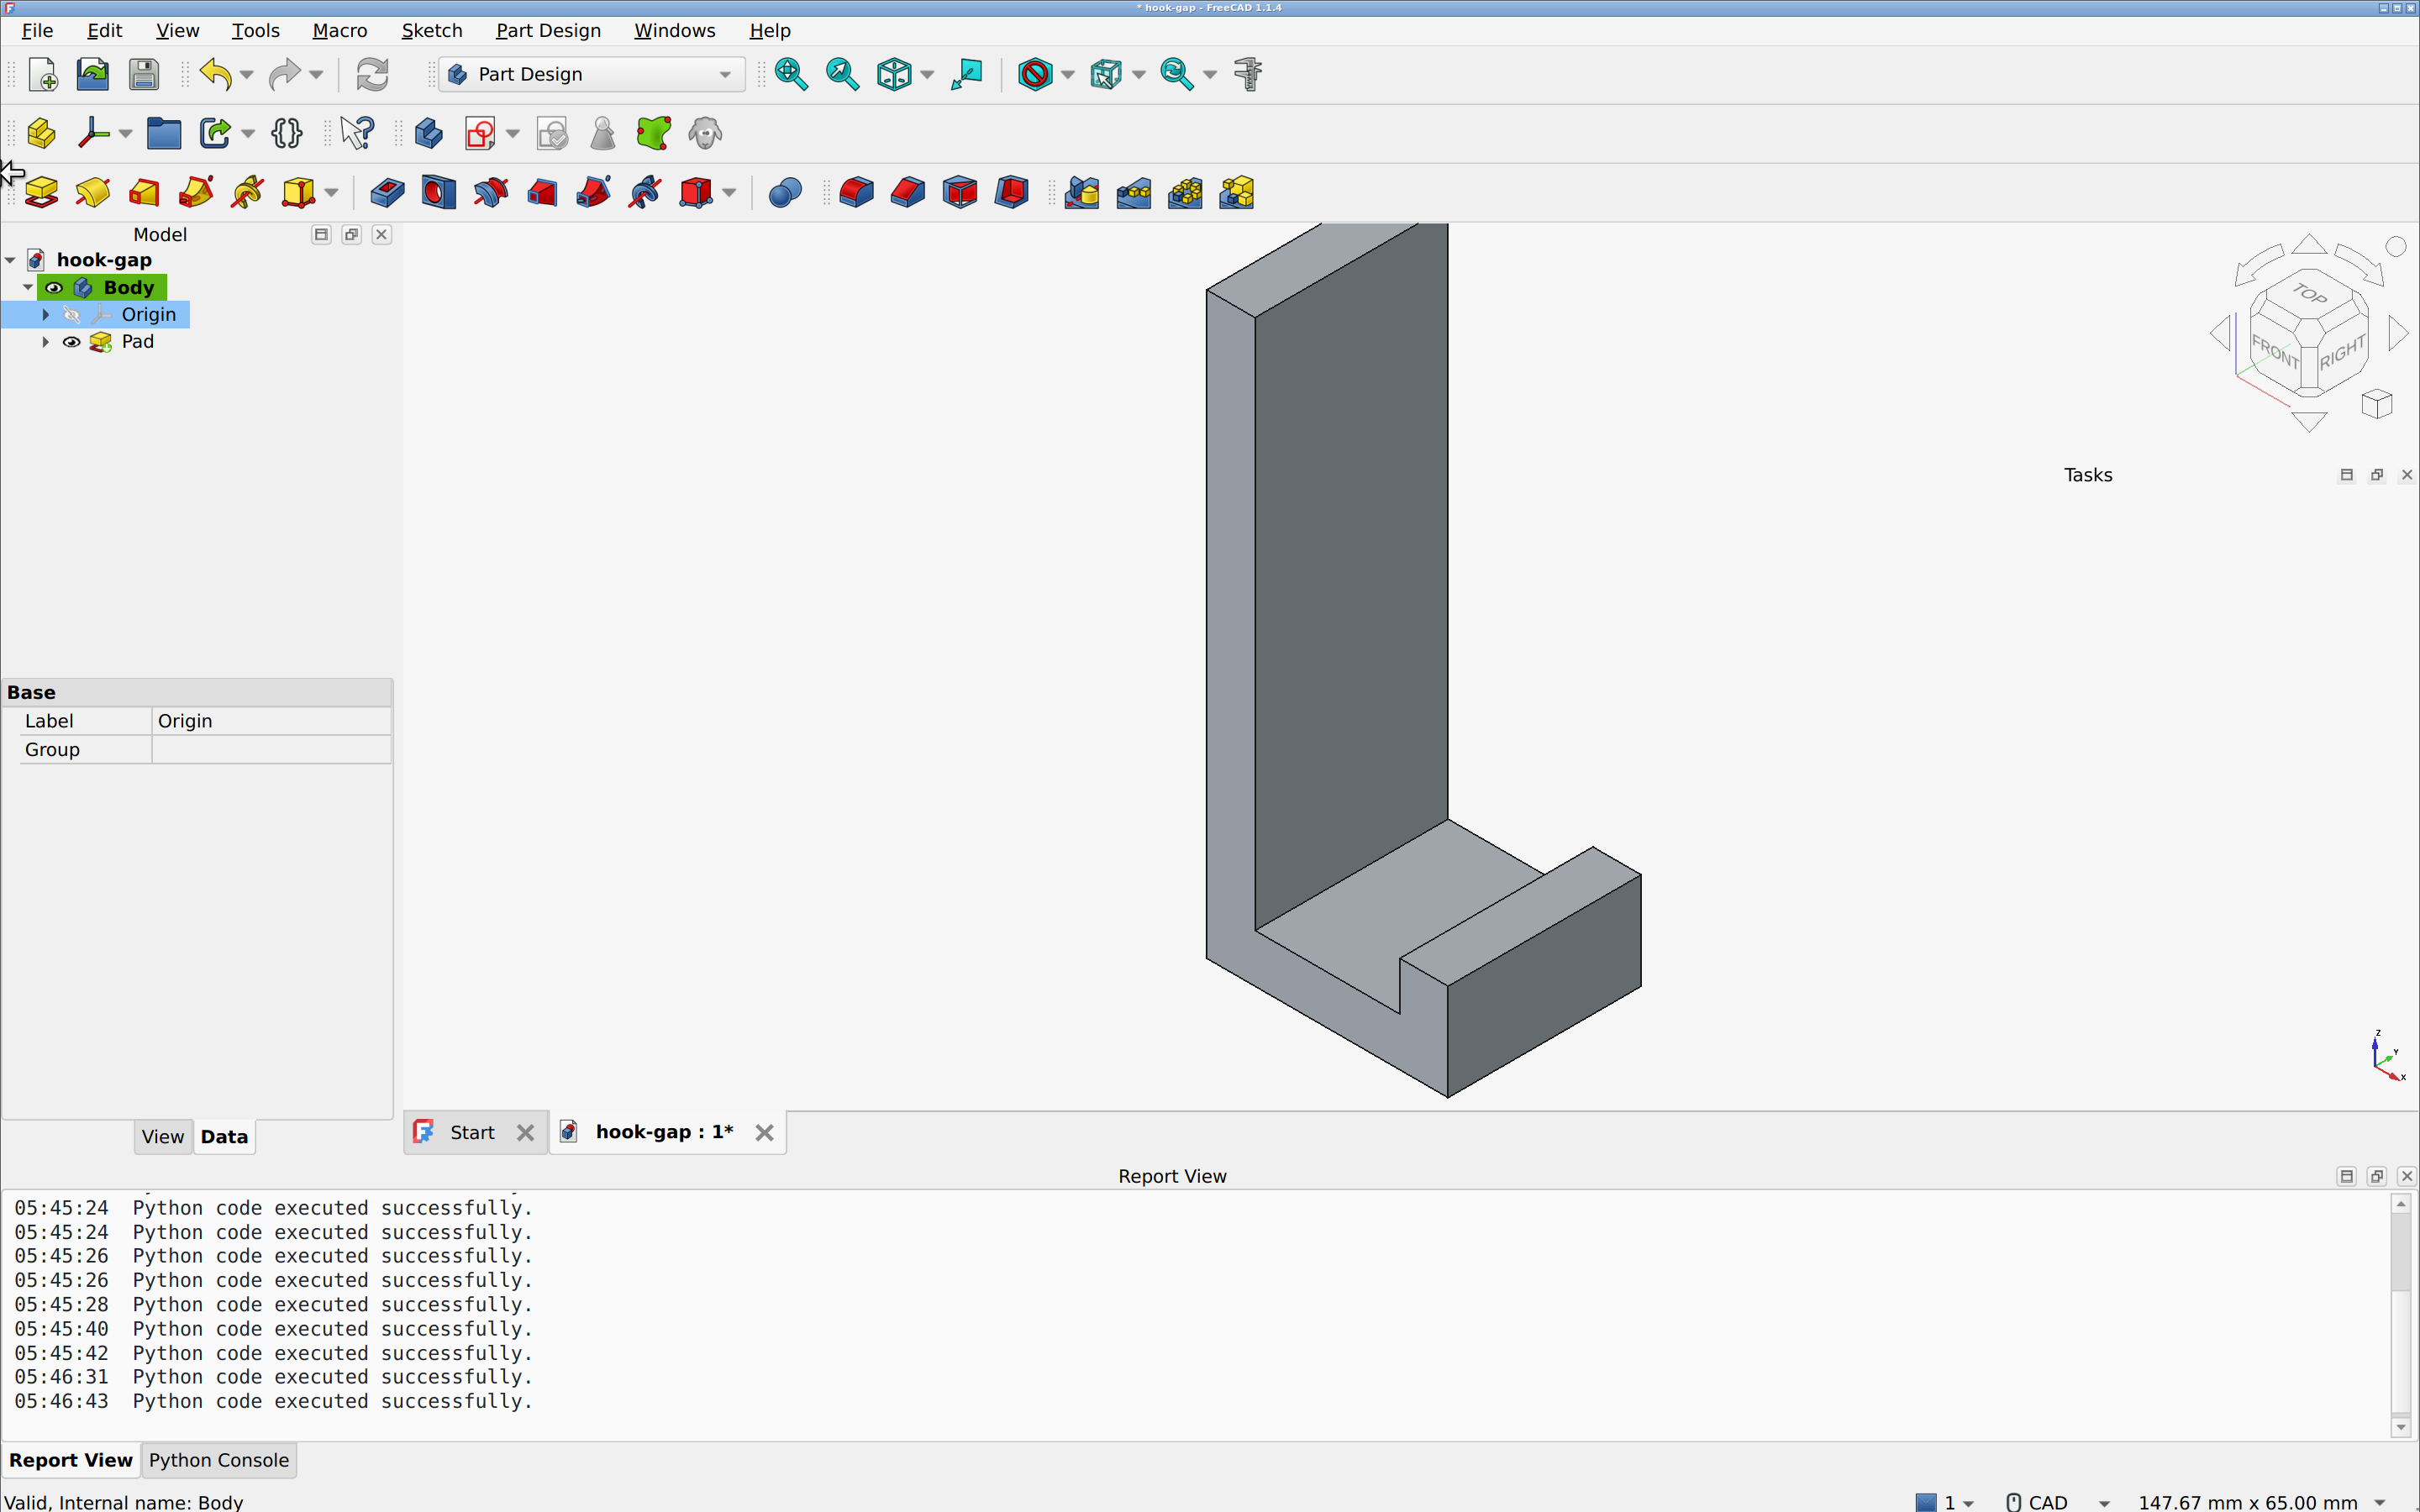 * hook-gap - FreeCAD 1.1.4
File Edit View Tools Macro Sketch Part Design Windows Help
Part Design
Model
hook-gap
Body
Origin
Pad
TOP
FRONT
RIGHT
Tasks
Base
Label Origin
Group
Z
Y
X
View Data
Start
hook-gap : 1*
Report View
05:45:24 Python code executed successfully.
05:45:24 Python code executed successfully.
05:45:26 Python code executed successfully.
05:45:26 Python code executed successfully.
05:45:28 Python code executed successfully.
05:45:40 Python code executed successfully.
05:45:42 Python code executed successfully.
05:46:31 Python code executed successfully.
05:46:43 Python code executed successfully.
Report View Python Console
Valid, Internal name: Body
1 CAD 147.67 mm x 65.00 mm